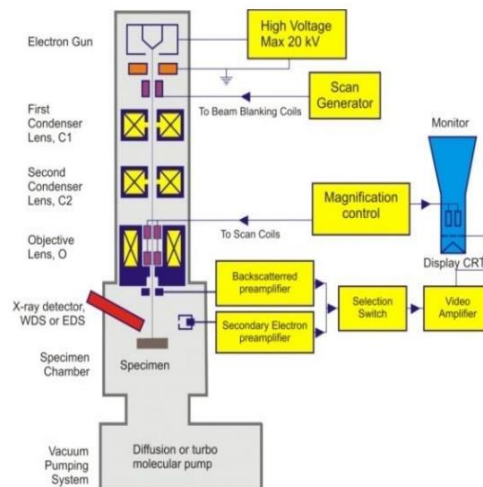 Electron Gun
High Voltage
Max 20 kV
To Beam Blanking Coils
Scan
Generator
First
Condenser
Lens, C1
Second
Condenser
Lens, C2
Monitor
Magnification
control
To Scan Coils
Objective
Lens, O
Display CRT
Backscatterred
preamplifier
X-ray detector,
WDS or EDS
Secondary Electron
preamplifier
Selection
Switch
Video
Amplifier
Specimen
Chamber
Specimen
Vacuum
Pumping
System
Diffusion or turbo
molecular pump